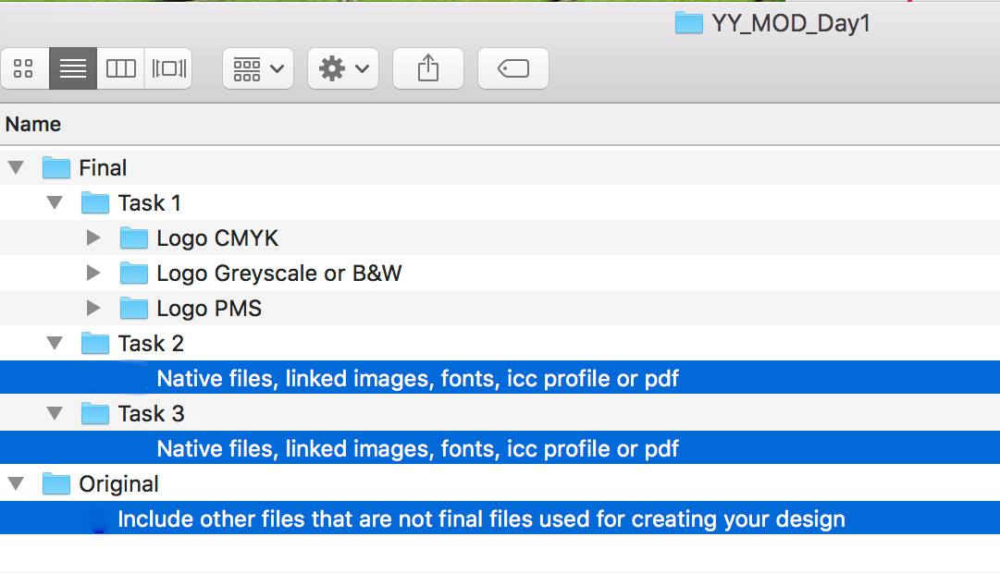 YY_MOD_Day1
Name
Final
Task 1
Logo CMYK
Logo Greyscale or B&W
Logo PMS
Task 2
Native files, linked images, fonts, icc profile or pdf
Task 3
Native files, linked images, fonts, icc profile or pdf
Original
Include other files that are not final files used for creating your design